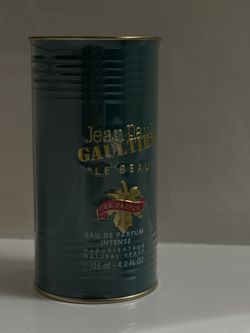 Jean Paul
GAULTIER
"LE BEAU"
LE PARFUM
EAU DE PARFUM
INTENSE
VAPORISATEUR
NATURAL SPRAY
℮ 125 ml - 4.2 FL OZ